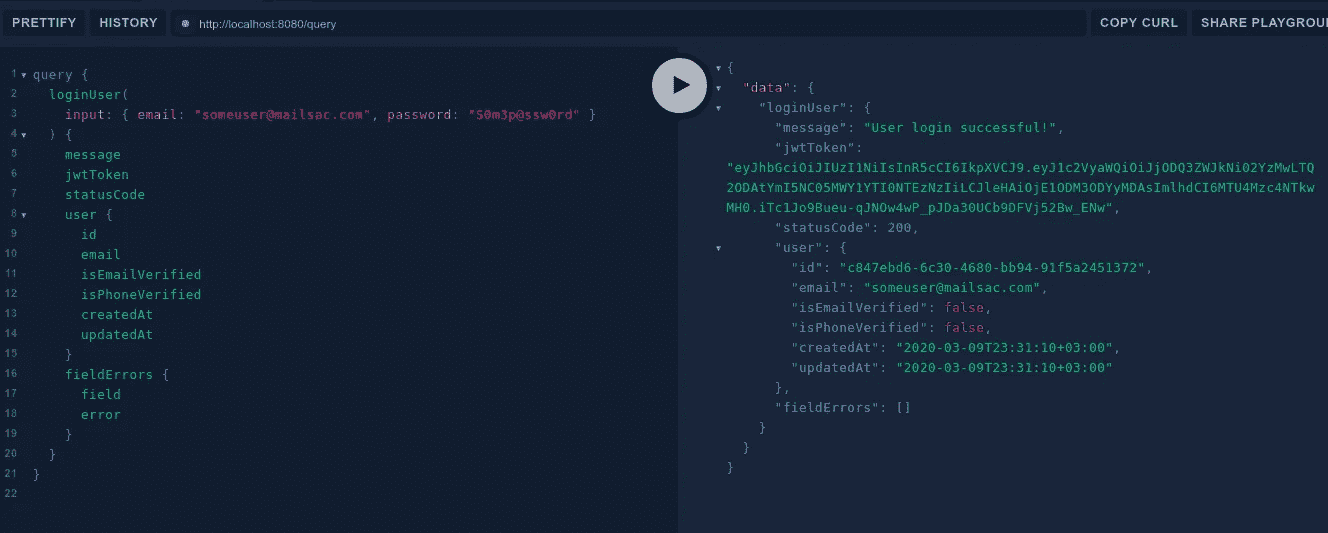 PRETTIFY HISTORY http://localhost:8080/query COPY CURL SHARE PLAYGROU
1 query {
2 loginUser(
3 input: { email: "someuser@mailsac.com", password: "S0m3p@ssw0rd" }
4 ) {
5 message
6 jwtToken
7 statusCode
8 user {
9 id
10 email
11 isEmailVerified
12 isPhoneVerified
13 createdAt
14 updatedAt
15 }
16 fieldErrors {
17 field
18 error
19 }
20 }
21 }
22
{
"data": {
"loginUser": {
"message": "User login successful!",
"jwtToken":
"eyJhbGciOiJIUzI1NiIsInR5cCI6IkpXVCJ9.eyJ1c2VyaWQiOiJjODQ3ZWJkNi02YzMwLTQ
2ODAtYmI5NC05MWY1YTI0NTEzNzIiLCJleHAiOjE1ODM3ODYyMDAsImlhdCI6MTU4Mzc4NTkw
MH0.iTc1Jo9Bueu-qJNOw4wP_pJDa30UCb9DFVj52Bw_ENw",
"statusCode": 200,
"user": {
"id": "c847ebd6-6c30-4680-bb94-91f5a2451372",
"email": "someuser@mailsac.com",
"isEmailVerified": false,
"isPhoneVerified": false,
"createdAt": "2020-03-09T23:31:10+03:00",
"updatedAt": "2020-03-09T23:31:10+03:00"
},
"fieldErrors": []
}
}
}